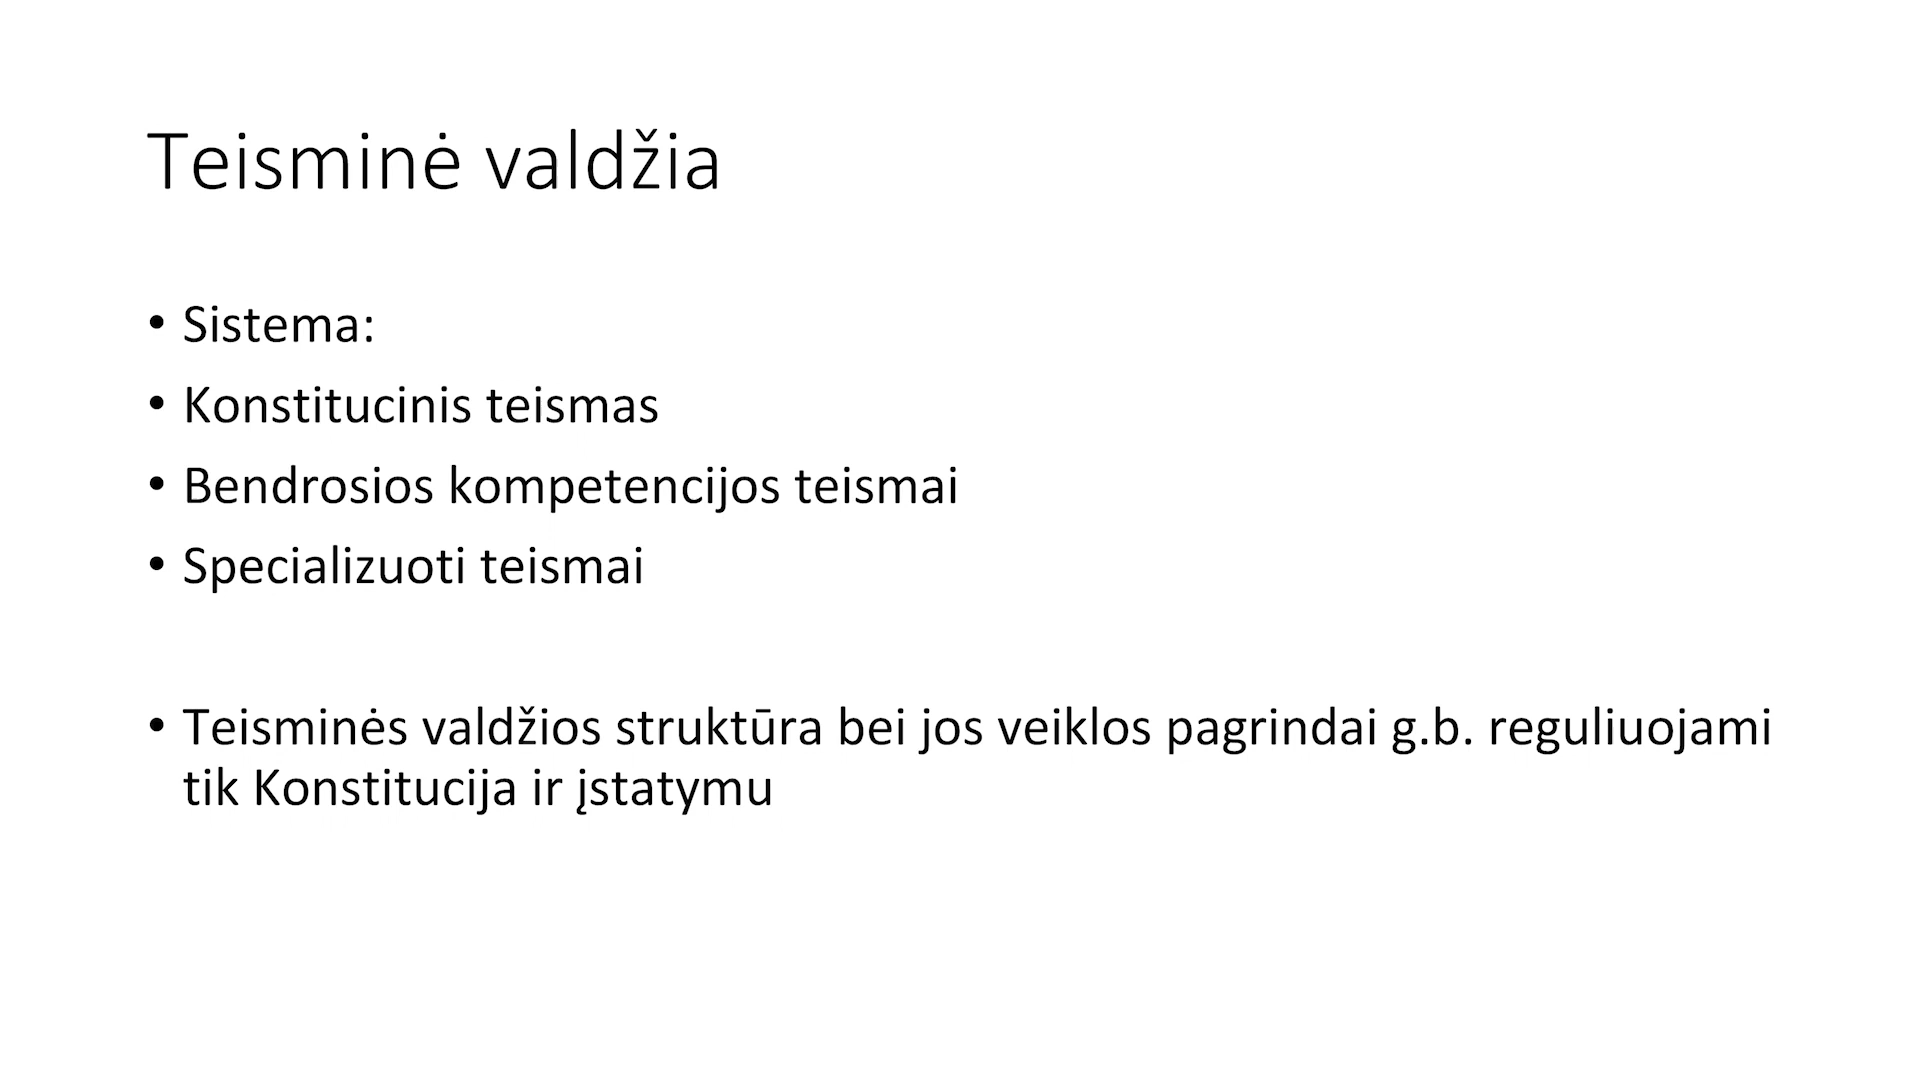 Teisminė valdžia
• Sistema:
• Konstitucinis teismas
• Bendrosios kompetencijos teismai
• Specializuoti teismai
• Teisminės valdžios struktūra bei jos veiklos pagrindai g.b. reguliuojami
tik Konstitucija ir įstatymu